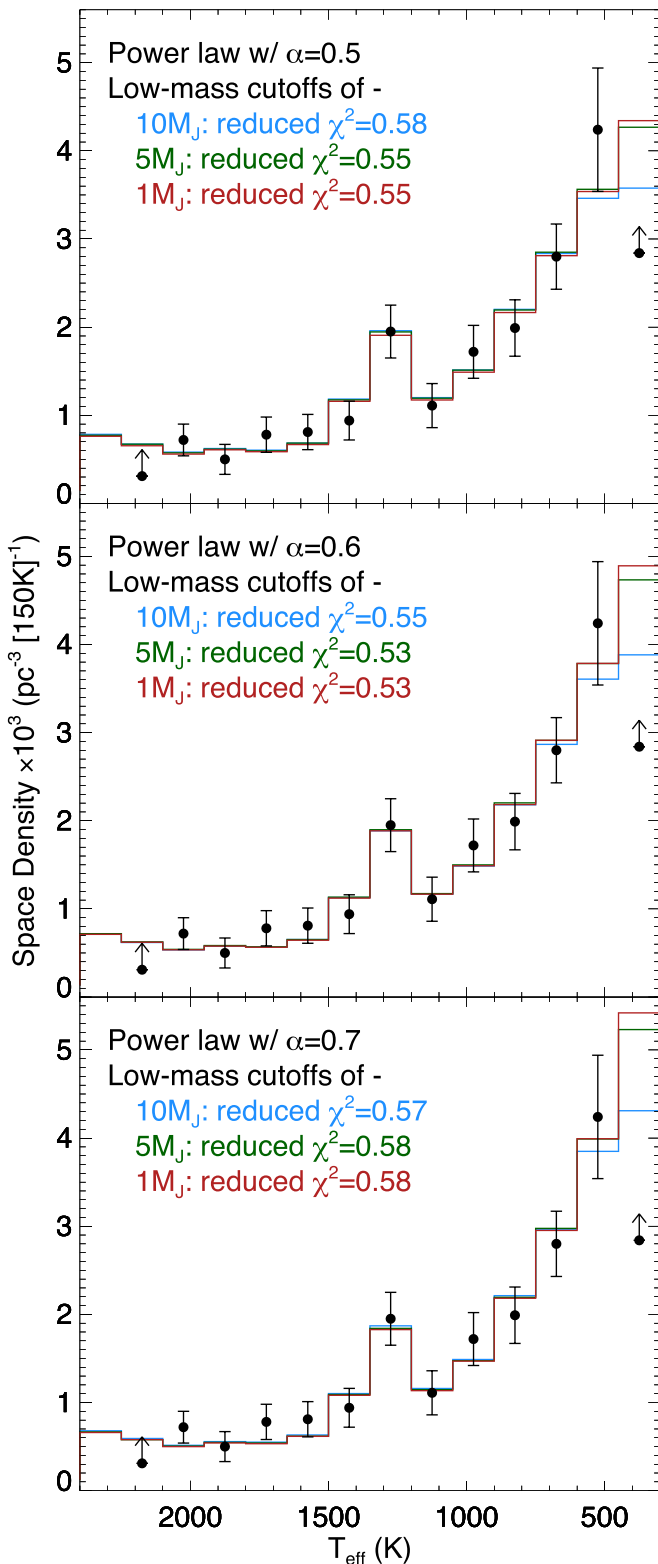 Power law w/ α=0.5
Low-mass cutoffs of -
10M_J: reduced χ²=0.58
5M_J: reduced χ²=0.55
1M_J: reduced χ²=0.55
5
4
3
2
1
0
Power law w/ α=0.6
Low-mass cutoffs of -
10M_J: reduced χ²=0.55
5M_J: reduced χ²=0.53
1M_J: reduced χ²=0.53
5
4
3
2
1
0
Space Density ×10³ (pc⁻³ [150K]⁻¹)
Power law w/ α=0.7
Low-mass cutoffs of -
10M_J: reduced χ²=0.57
5M_J: reduced χ²=0.58
1M_J: reduced χ²=0.58
5
4
3
2
1
0
2000 1500 1000 500
T_eff (K)